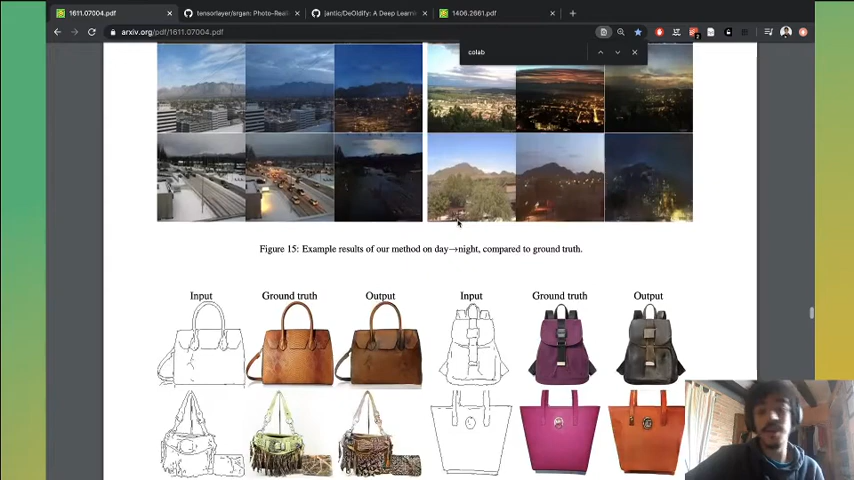 1611.07004.pdf
tensorlayer/srgan: Photo-Real
jantic/DeOldify: A Deep Learni
1406.2661.pdf
arxiv.org/pdf/1611.07004.pdf
colab
Figure 15: Example results of our method on day→night, compared to ground truth.
Input Ground truth Output Input Ground truth Output